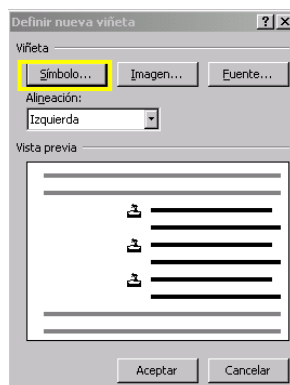 Definir nueva viñeta
Viñeta
Símbolo... Imagen... Fuente...
Alineación:
Izquierda
Vista previa
Aceptar Cancelar